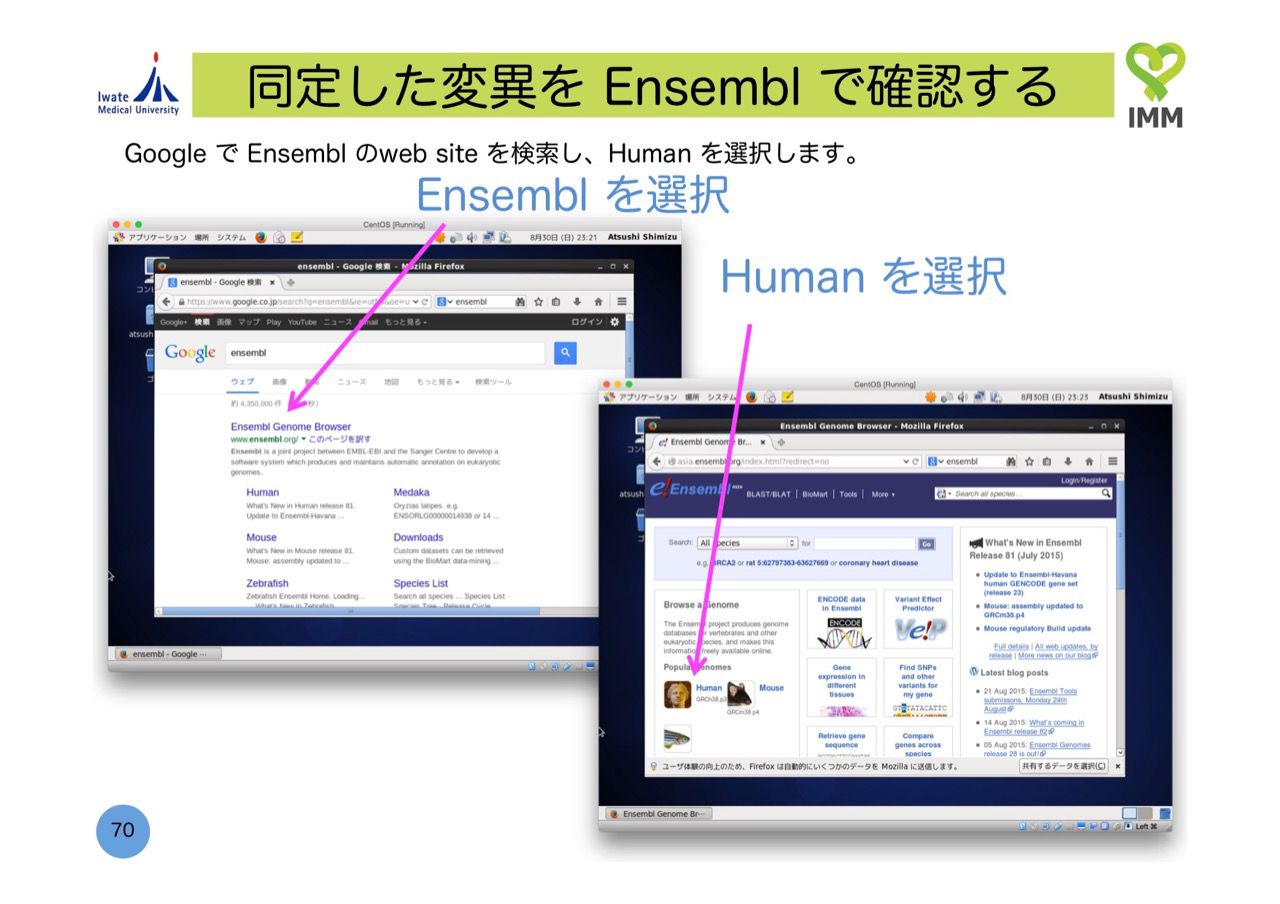 Iwate
Medical University
同定した変異を Ensembl で確認する
IMM
Google で Ensembl のweb site を検索し、Human を選択します。
Ensembl を選択
Human を選択
CentOS [Running]
アプリケーション 場所 システム
8月30日 (日) 23:21 Atsushi Shimizu
ensembl - Google 検索 - Mozilla Firefox
ensembl - Google 検索
https://www.google.co.jp/search?q=ensembl&ie=ut
ensembl
atsush
Google+ 検索 画像 マップ Play YouTube ニュース もっと見る
ログイン
Google
ensembl
ウェブ 画像 ニュース 地図 もっと見る 検索ツール
約 4,350,000 件
Ensembl Genome Browser
www.ensembl.org/ このページを訳す
Ensembl is a joint project between EMBL-EBI and the Sanger Centre to develop a
software system which produces and maintains automatic annotation on eukaryotic
genomes.
Human
What's New in Human release 81.
Update to Ensembl-Havana ...
Medaka
Oryzias latipes. e.g.
ENSORLG00000014938 or 14 ...
Mouse
What's New in Mouse release 81.
Mouse: assembly updated to ...
Downloads
Custom datasets can be retrieved
using the BioMart data-mining ...
Zebrafish
Zebrafish Ensembl Home. Loading...
What's New in Zebrafish
Species List
Search all species ... Species List -
Species Tree - Release Cycle
ensembl - Google ...
CentOS [Running]
アプリケーション 場所 システム
8月30日 (日) 23:23 Atsushi Shimizu
Ensembl Genome Browser - Mozilla Firefox
Ensembl Genome Br...
asia.ensembl.org/index.html?redirect=no
ensembl
atsush
Login/Register
e!Ensembl
BLAST/BLAT | BioMart | Tools | More
Search all species...
Search: All species for Go
e.g. BRCA2 or rat 5:62797383-63627669 or coronary heart disease
Browse a Genome
The Ensembl project produces genome
databases for vertebrates and other
eukaryotic species, and makes this
information freely available online.
Popular genomes
Human
GRCh38.p3
Mouse
GRCm38.p4
ENCODE data
in Ensembl
ENCODE
Variant Effect
Predictor
Ve!P
Gene
expression in
different
tissues
Find SNPs
and other
variants for
my gene
Retrieve gene
sequence
Compare
genes across
species
What's New in Ensembl
Release 81 (July 2015)
Update to Ensembl-Havana
human GENCODE gene set
(release 23)
Mouse: assembly updated to
GRCm38.p4
Mouse regulatory Build update
Full details | All web updates, by
release | More news on our blog
Latest blog posts
21 Aug 2015: Ensembl Tools
submissons, Monday 24th
August
14 Aug 2015: What's coming in
Ensembl release 82
05 Aug 2015: Ensembl Genomes
release 28 is out!
ユーザ体験の向上のため、Firefox は自動的にいくつかのデータを Mozilla に送信します。
共有するデータを選択(C)
Ensembl Genome Br...
Left ⌘
70